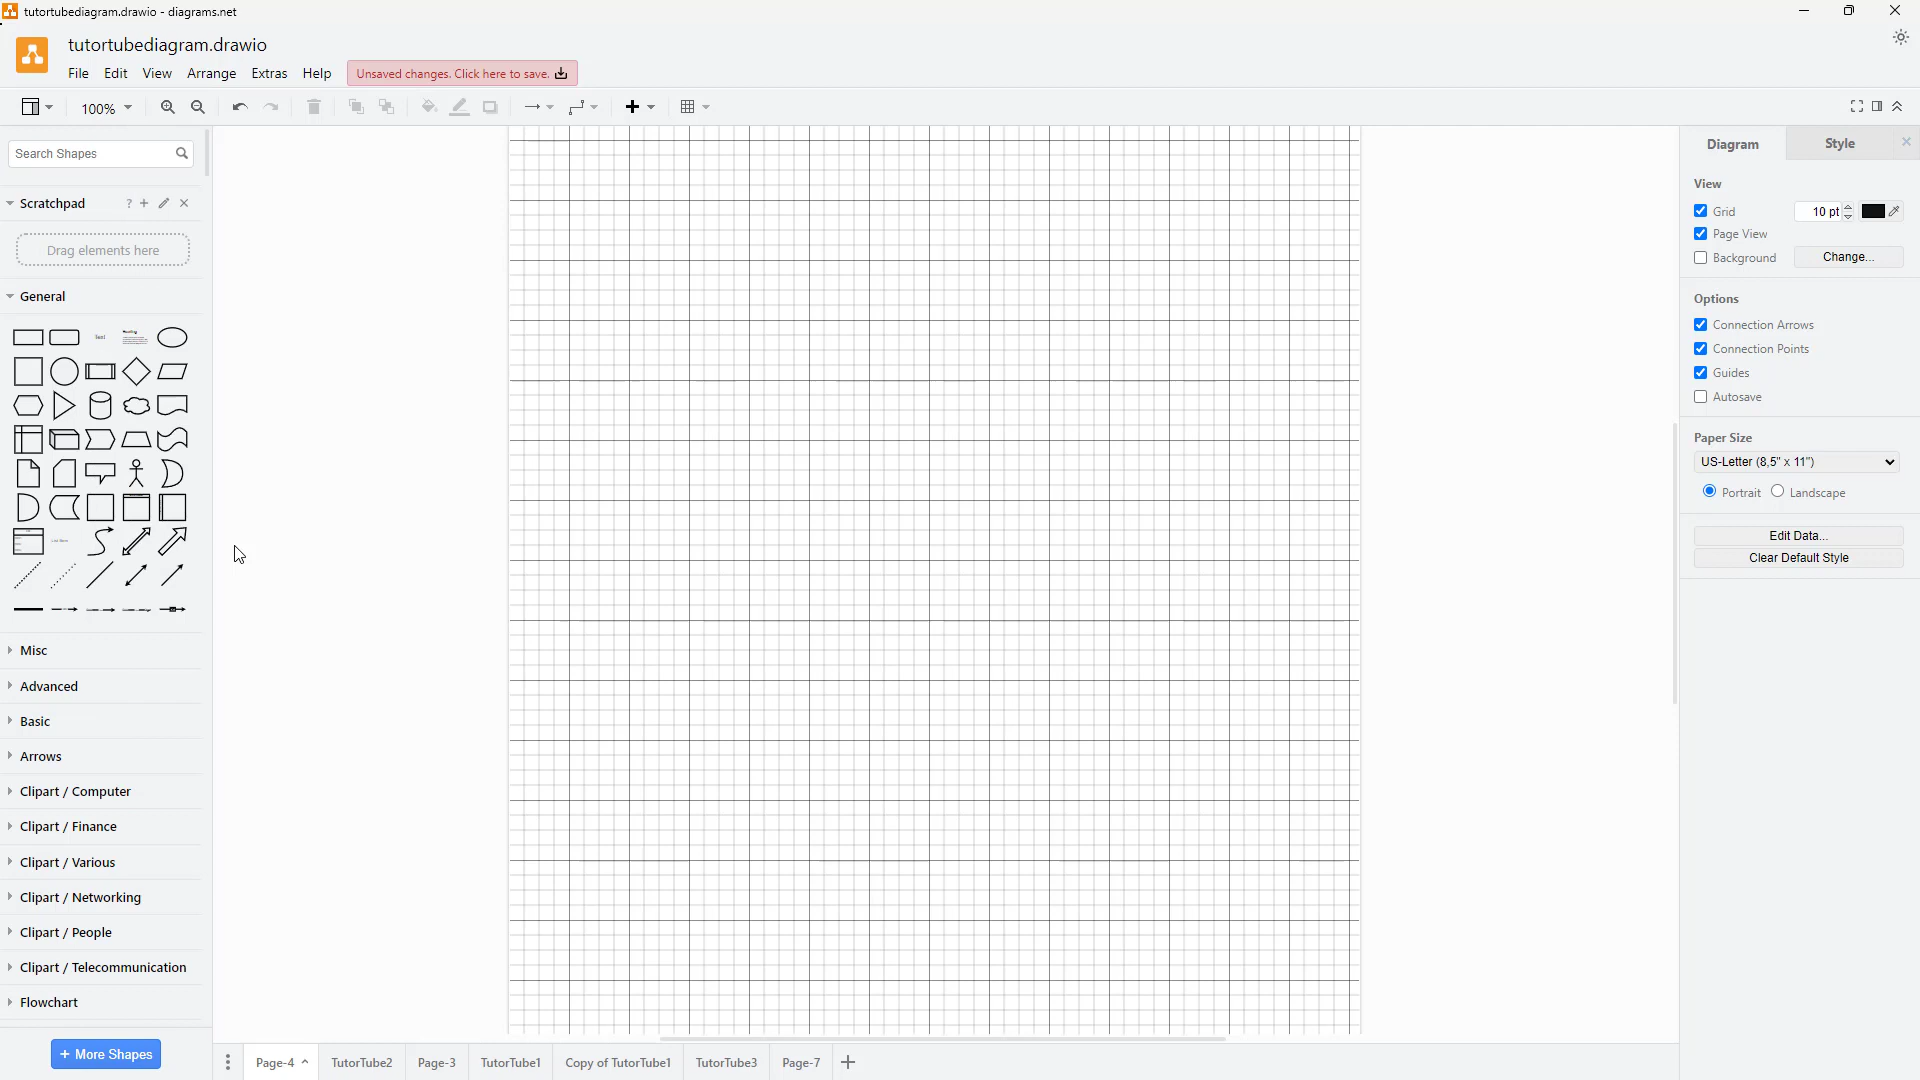 tutortubediagram.drawio - diagrams.net
tutortubediagram.drawio
File Edit View Arrange Extras Help Unsaved changes. Click here to save.
100%
Search Shapes
Scratchpad ?
Drag elements here
General
Text
Heading
Misc
Advanced
Basic
Arrows
Clipart / Computer
Clipart / Finance
Clipart / Various
Clipart / Networking
Clipart / People
Clipart / Telecommunication
Flowchart
+ More Shapes
Page-4 TutorTube2 Page-3 TutorTube1 Copy of TutorTube1 TutorTube3 Page-7
Diagram Style
View
Grid 10 pt
Page View
Background Change...
Options
Connection Arrows
Connection Points
Guides
Autosave
Paper Size
US-Letter (8,5" x 11")
Portrait Landscape
Edit Data...
Clear Default Style